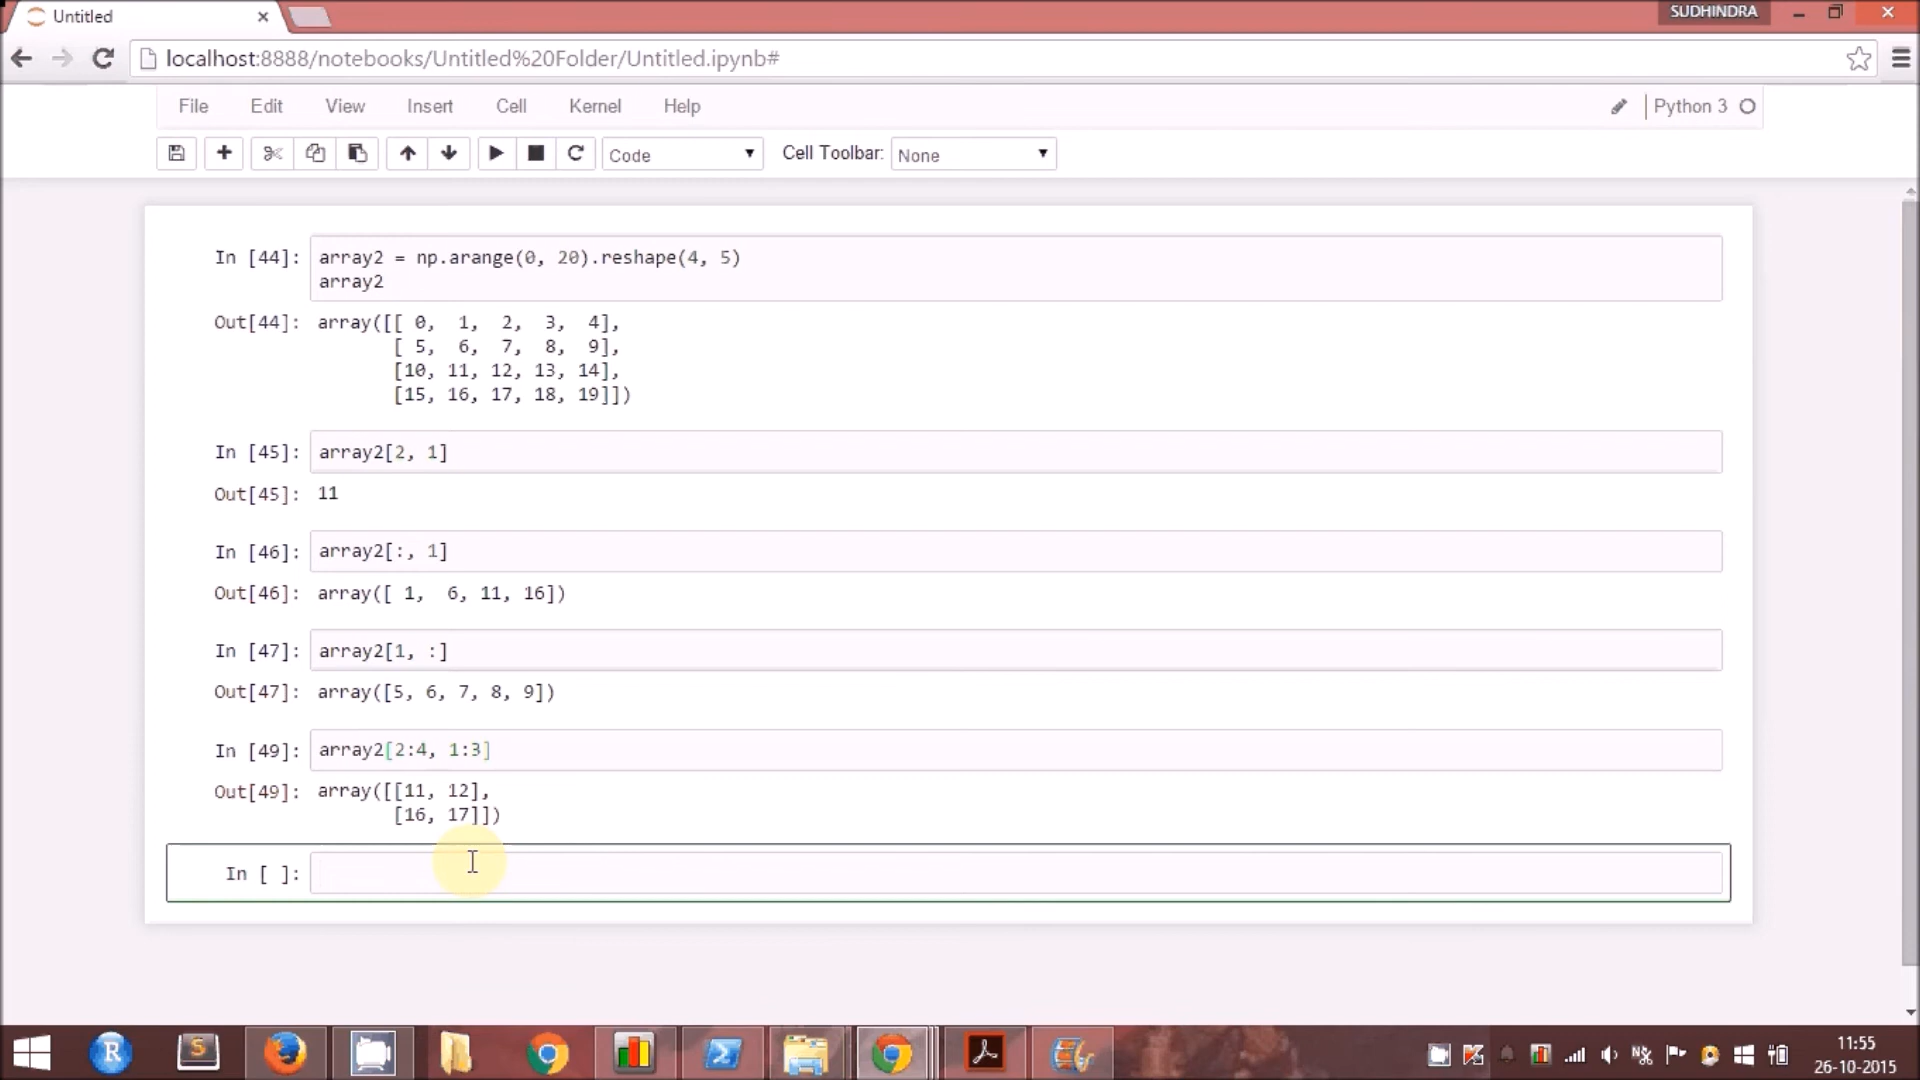 Untitled
SUDHINDRA
localhost:8888/notebooks/Untitled%20Folder/Untitled.ipynb#
File Edit View Insert Cell Kernel Help Python 3
Code Cell Toolbar: None
In [44]: array2 = np.arange(0, 20).reshape(4, 5)
array2
Out[44]: array([[ 0,  1,  2,  3,  4],
[ 5,  6,  7,  8,  9],
[10, 11, 12, 13, 14],
[15, 16, 17, 18, 19]])
In [45]: array2[2, 1]
Out[45]: 11
In [46]: array2[:, 1]
Out[46]: array([ 1,  6, 11, 16])
In [47]: array2[1, :]
Out[47]: array([5, 6, 7, 8, 9])
In [49]: array2[2:4, 1:3]
Out[49]: array([[11, 12],
[16, 17]])
In [ ]:
R S
11:55
26-10-2015